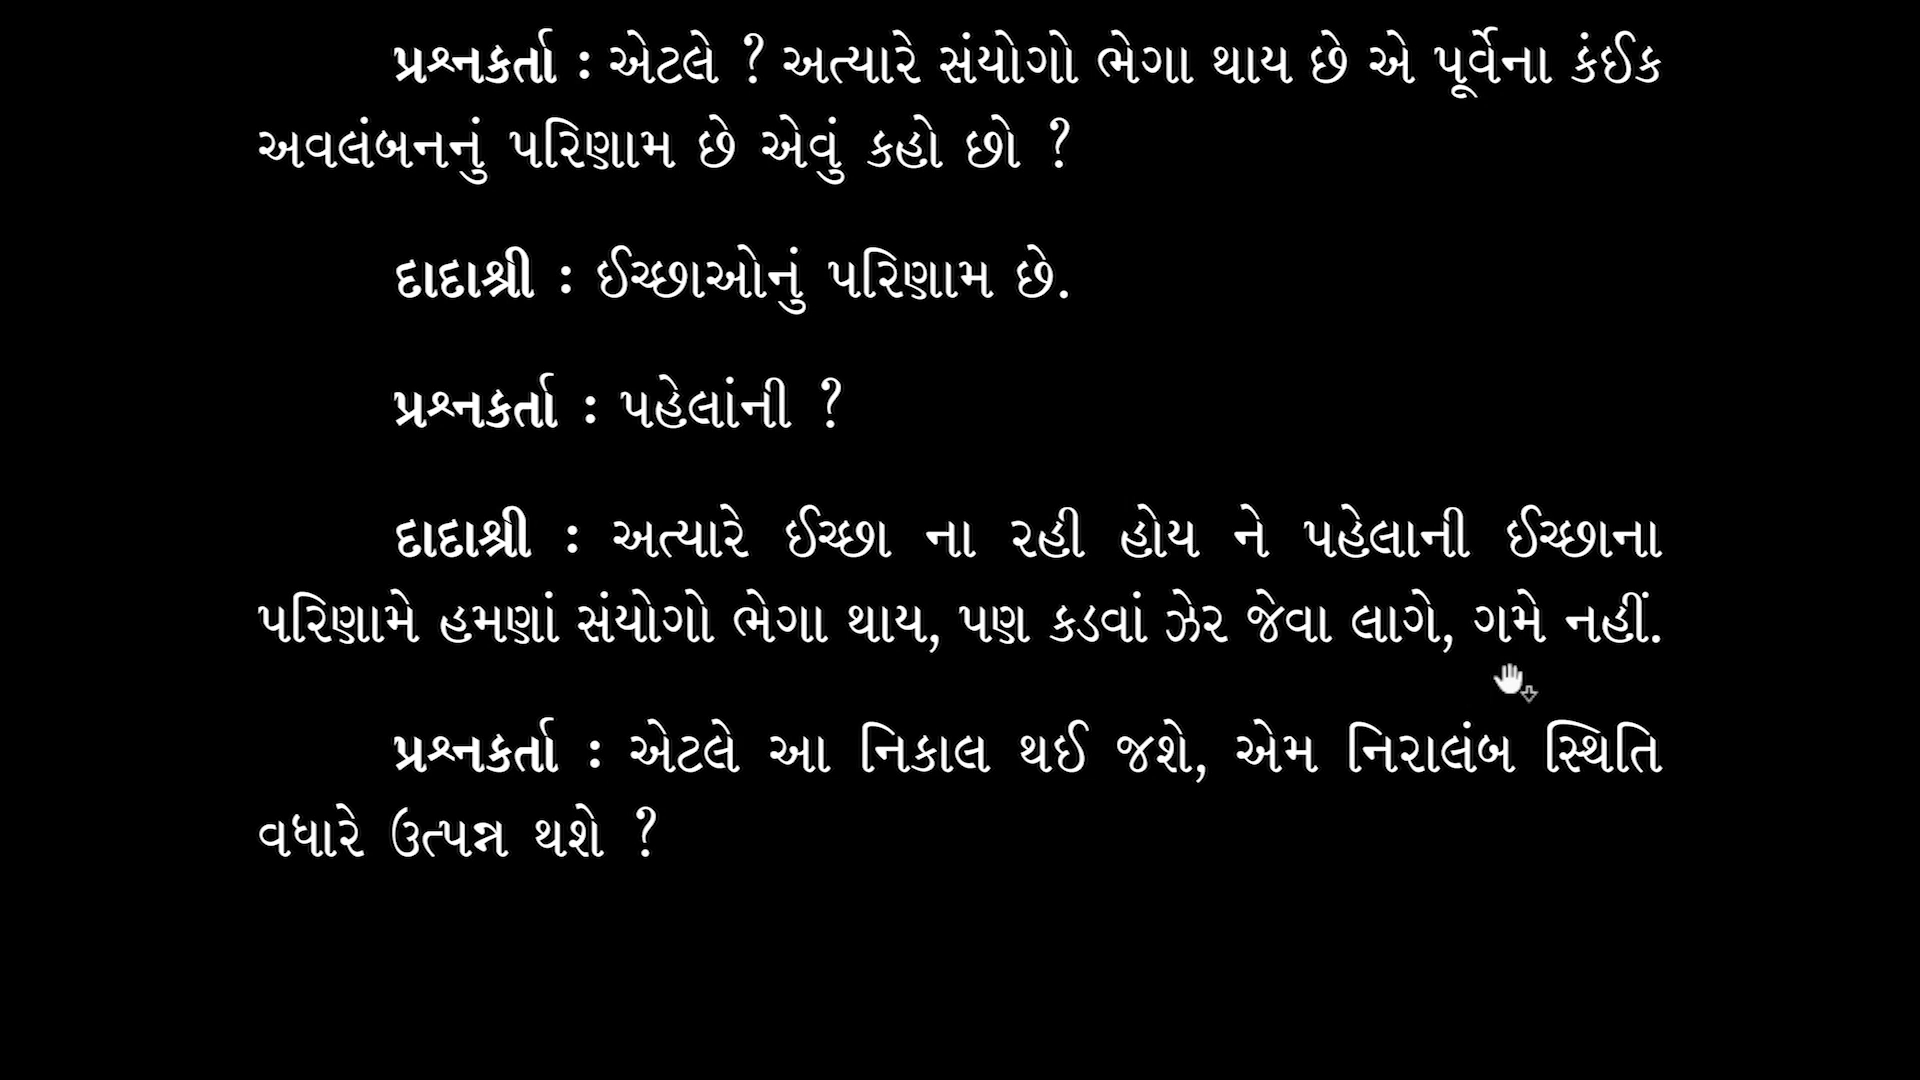 પ્રશ્નકર્તા : એટલે ? અત્યારે સંયોગો ભેગા થાય છે એ પૂર્વેના કંઈક
અવલંબનનું પરિણામ છે એવું કહો છો ?
દાદાશ્રી : ઈચ્છાઓનું પરિણામ છે.
પ્રશ્નકર્તા : પહેલાંની ?
દાદાશ્રી : અત્યારે ઈચ્છા ના રહી હોય ને પહેલાની ઈચ્છાના
પરિણામે હમણાં સંયોગો ભેગા થાય, પણ કડવાં ઝેર જેવા લાગે, ગમે નહીં.
પ્રશ્નકર્તા : એટલે આ નિકાલ થઈ જશે, એમ નિરાલંબ સ્થિતિ
વધારે ઉત્પન્ન થશે ?